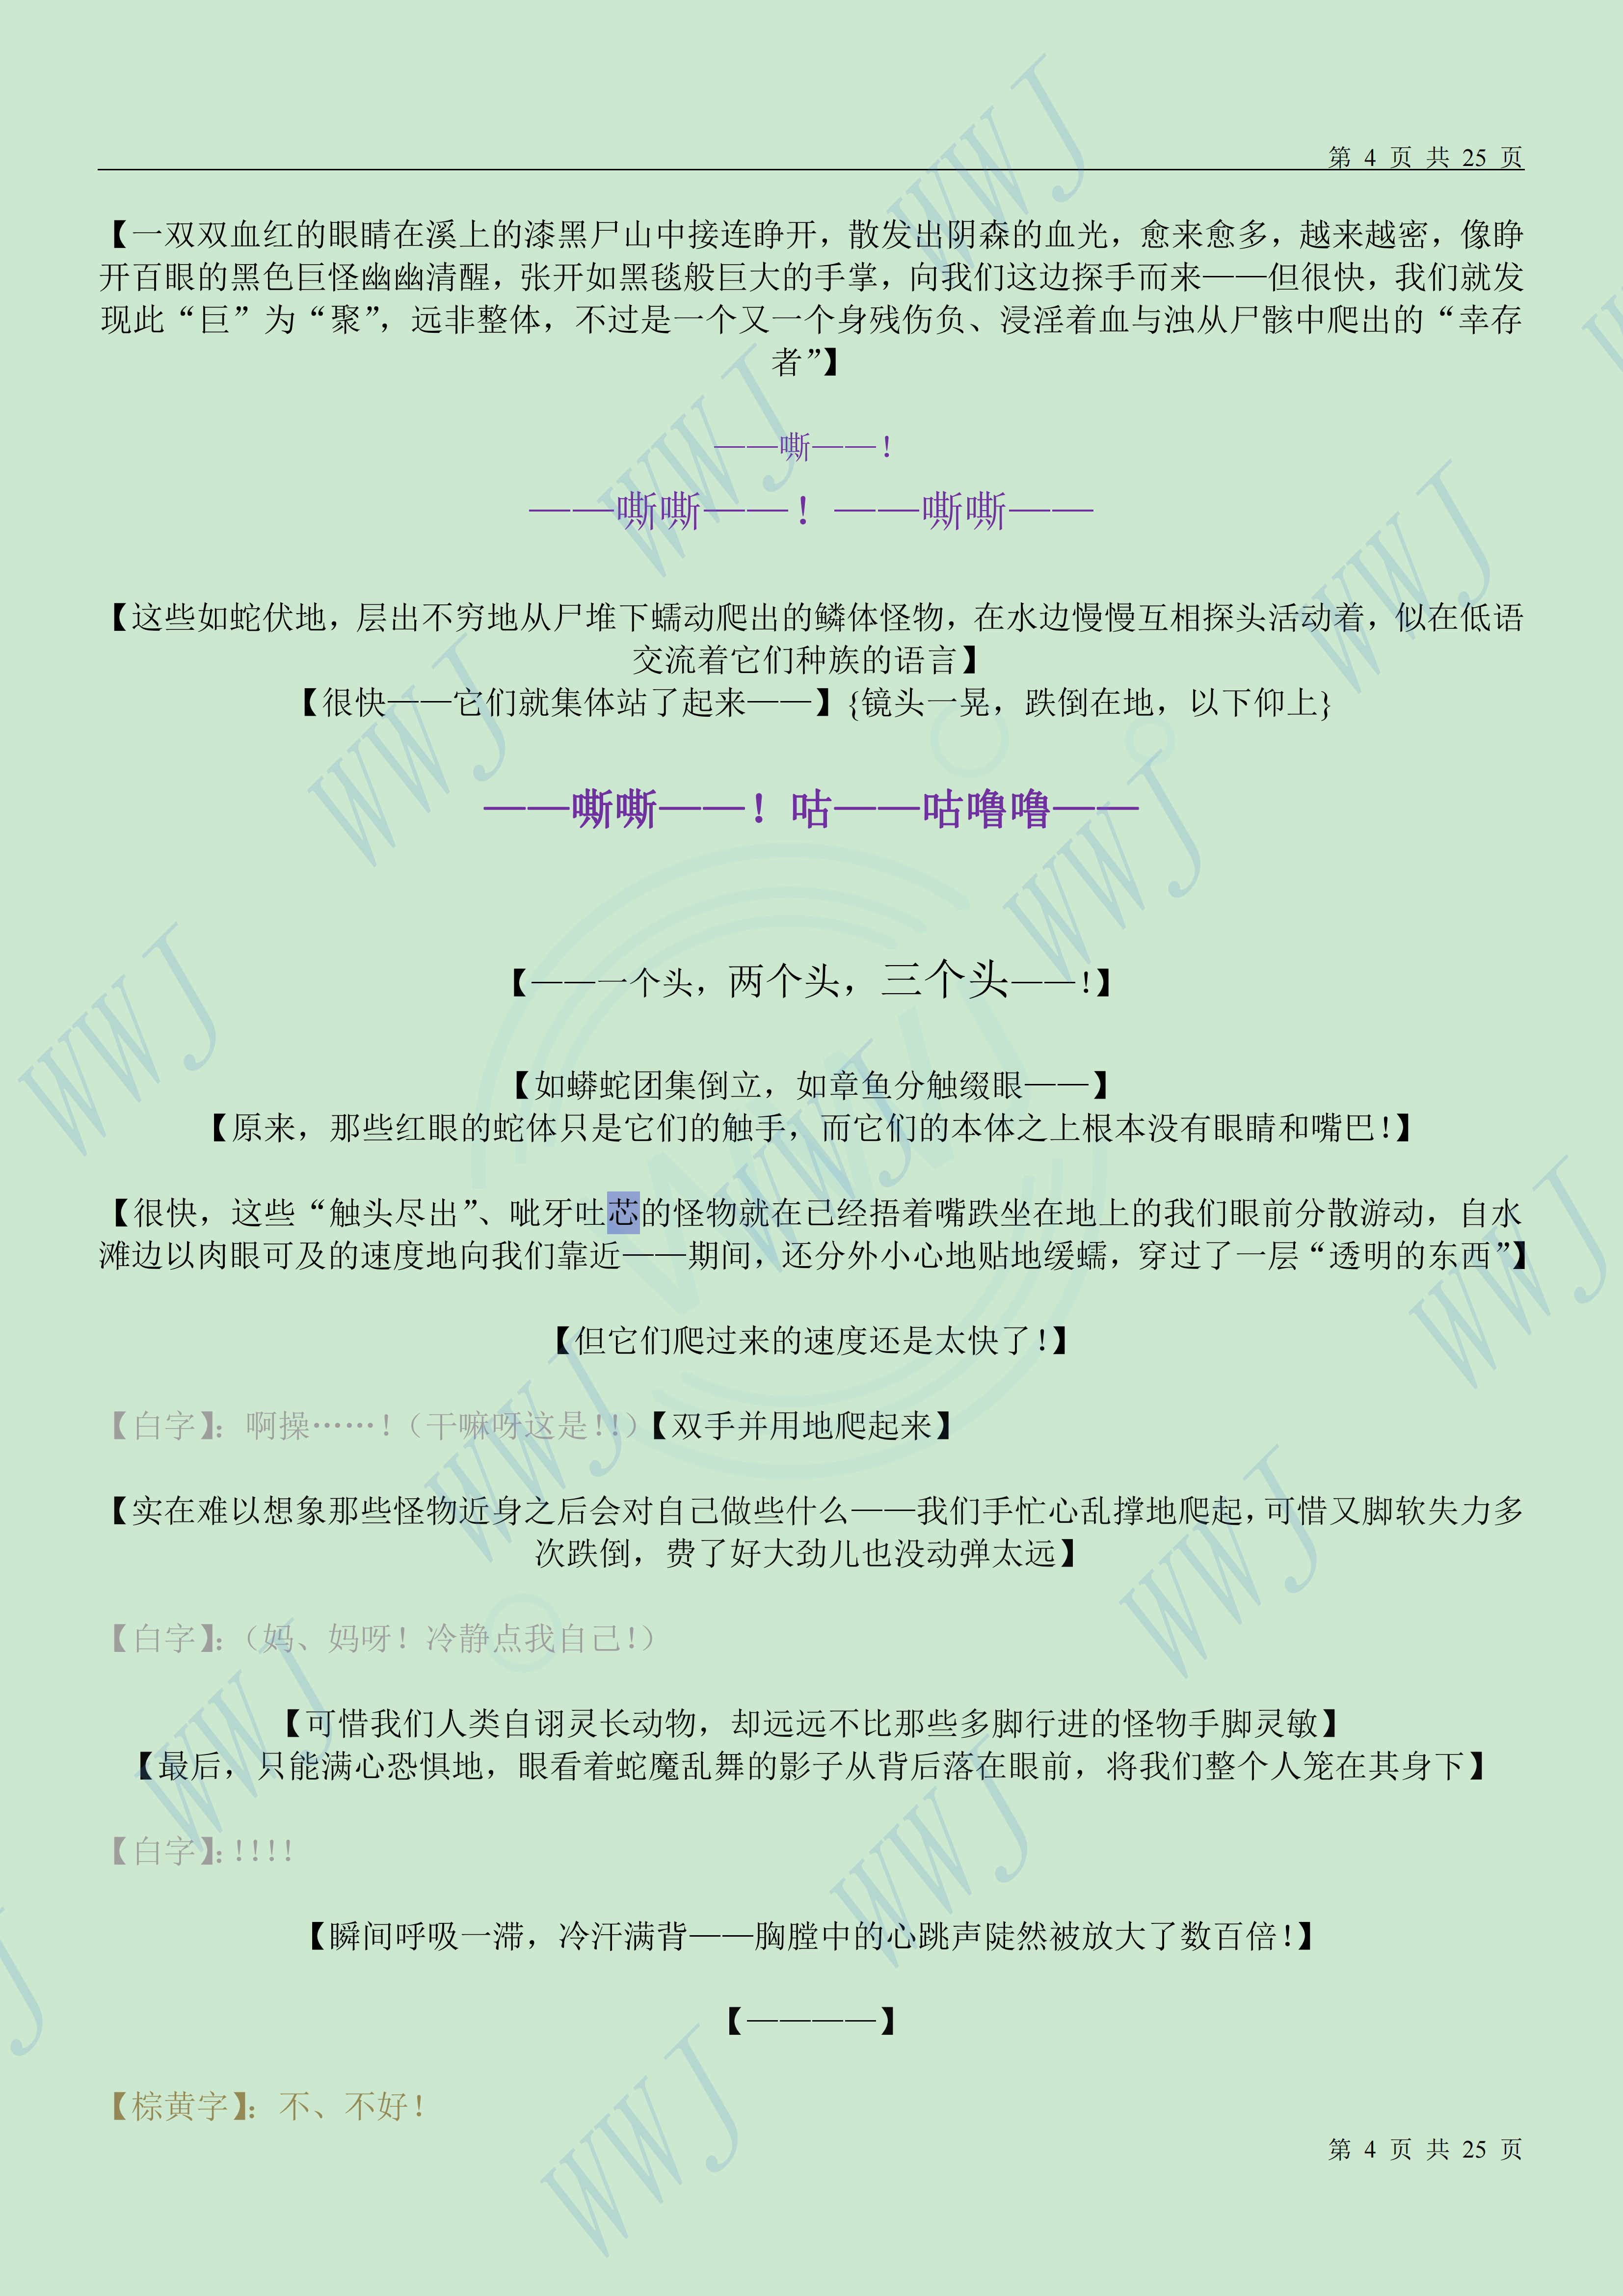 第 4 页 共 25 页
【一双双血红的眼睛在溪上的漆黑尸山中接连睁开，散发出阴森的血光，愈来愈多，越来越密，像睁
开百眼的黑色巨怪幽幽清醒，张开如黑毯般巨大的手掌，向我们这边探手而来——但很快，我们就发
现此“巨”为“聚”，远非整体，不过是一个又一个身残伤负、浸淫着血与浊从尸骸中爬出的“幸存
者”】
——嘶——！
——嘶嘶——！——嘶嘶——
【这些如蛇伏地，层出不穷地从尸堆下蠕动爬出的鳞体怪物，在水边慢慢互相探头活动着，似在低语
交流着它们种族的语言】
【很快——它们就集体站了起来——】{镜头一晃，跌倒在地，以下仰上}
——嘶嘶——！咕——咕噜噜——
【——一个头，两个头，三个头——！】
【如蟒蛇团集倒立，如章鱼分触缀眼——】
【原来，那些红眼的蛇体只是它们的触手，而它们的本体之上根本没有眼睛和嘴巴！】
【很快，这些“触头尽出”、呲牙吐芯的怪物就在已经捂着嘴跌坐在地上的我们眼前分散游动，自水
滩边以肉眼可及的速度地向我们靠近——期间，还分外小心地贴地缓蠕，穿过了一层“透明的东西”】
【但它们爬过来的速度还是太快了！】
【白字】：啊操……！（干嘛呀这是！！）【双手并用地爬起来】
【实在难以想象那些怪物近身之后会对自己做些什么——我们手忙心乱撑地爬起，可惜又脚软失力多
次跌倒，费了好大劲儿也没动弹太远】
【白字】：（妈、妈呀！冷静点我自己！）
【可惜我们人类自诩灵长动物，却远远不比那些多脚行进的怪物手脚灵敏】
【最后，只能满心恐惧地，眼看着蛇魔乱舞的影子从背后落在眼前，将我们整个人笼在其身下】
【白字】：！！！！
【瞬间呼吸一滞，冷汗满背——胸膛中的心跳声陡然被放大了数百倍！】
【————】
【棕黄字】：不、不好！
第 4 页 共 25 页
WWJ
WWJ
WWJ
WWJ
WWJ
WWJ
WWJ
WWJ
WWJ
WWJ
WWJ
WWJ
WWJ